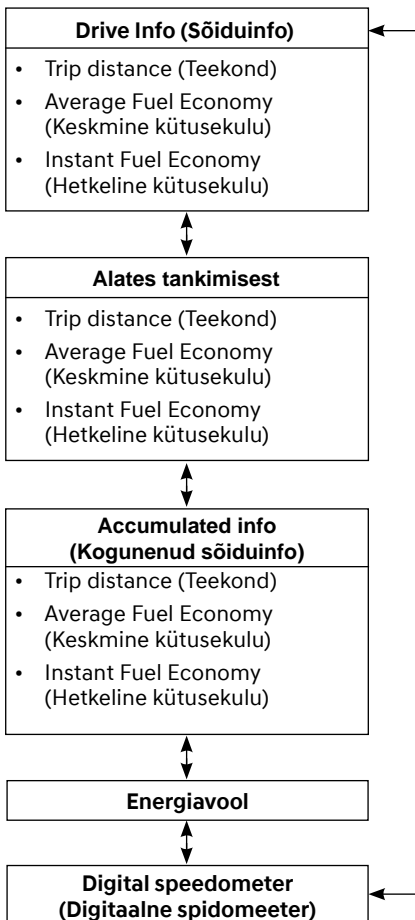 Drive Info (Sõiduinfo)
• Trip distance (Teekond)
• Average Fuel Economy
(Keskmine kütusekulu)
• Instant Fuel Economy
(Hetkeline kütusekulu)
Alates tankimisest
• Trip distance (Teekond)
• Average Fuel Economy
(Keskmine kütusekulu)
• Instant Fuel Economy
(Hetkeline kütusekulu)
Accumulated info
(Kogunenud sõiduinfo)
• Trip distance (Teekond)
• Average Fuel Economy
(Keskmine kütusekulu)
• Instant Fuel Economy
(Hetkeline kütusekulu)
Energiavool
Digital speedometer
(Digitaalne spidomeeter)